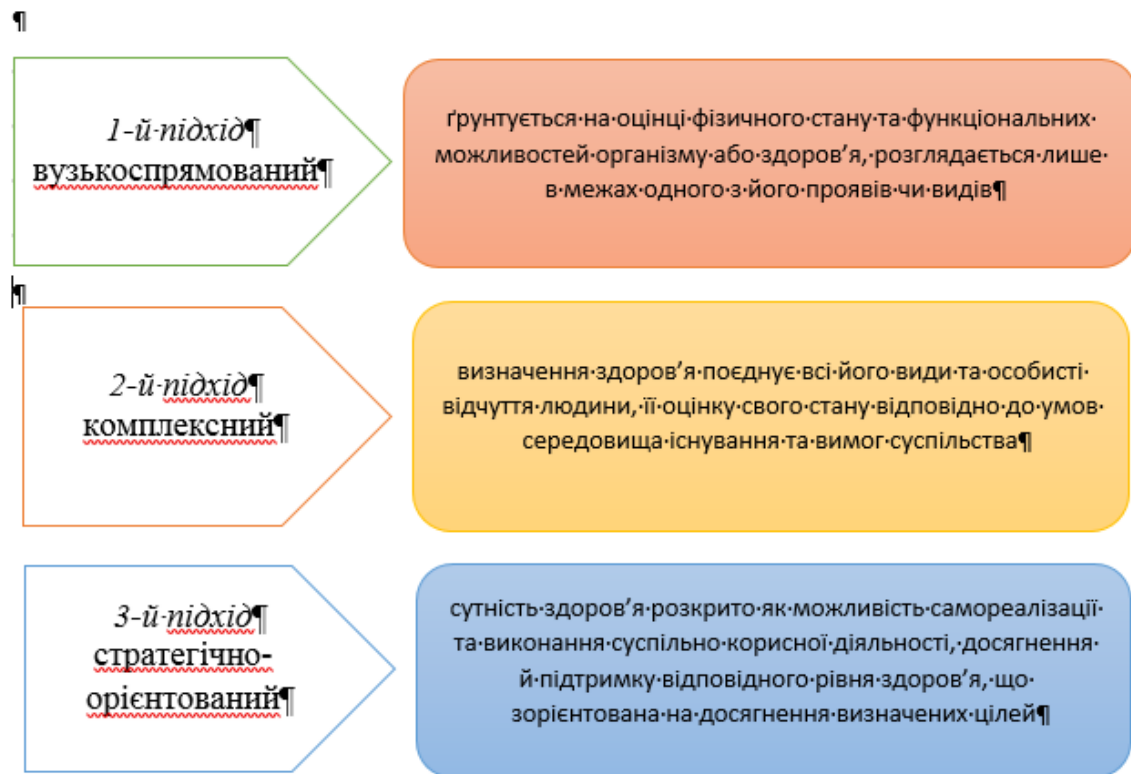 1-й підхід
вузькоспрямований
ґрунтується на оцінці фізичного стану та функціональних
можливостей організму або здоров’я, розглядається лише
в межах одного з його проявів чи видів
2-й підхід
комплексний
визначення здоров’я поєднує всі його види та особисті
відчуття людини, її оцінку свого стану відповідно до умов
середовища існування та вимог суспільства
3-й підхід
стратегічно-
орієнтований
сутність здоров’я розкрито як можливість самореалізації
та виконання суспільно корисної діяльності, досягнення
й підтримку відповідного рівня здоров’я, що
зорієнтована на досягнення визначених цілей